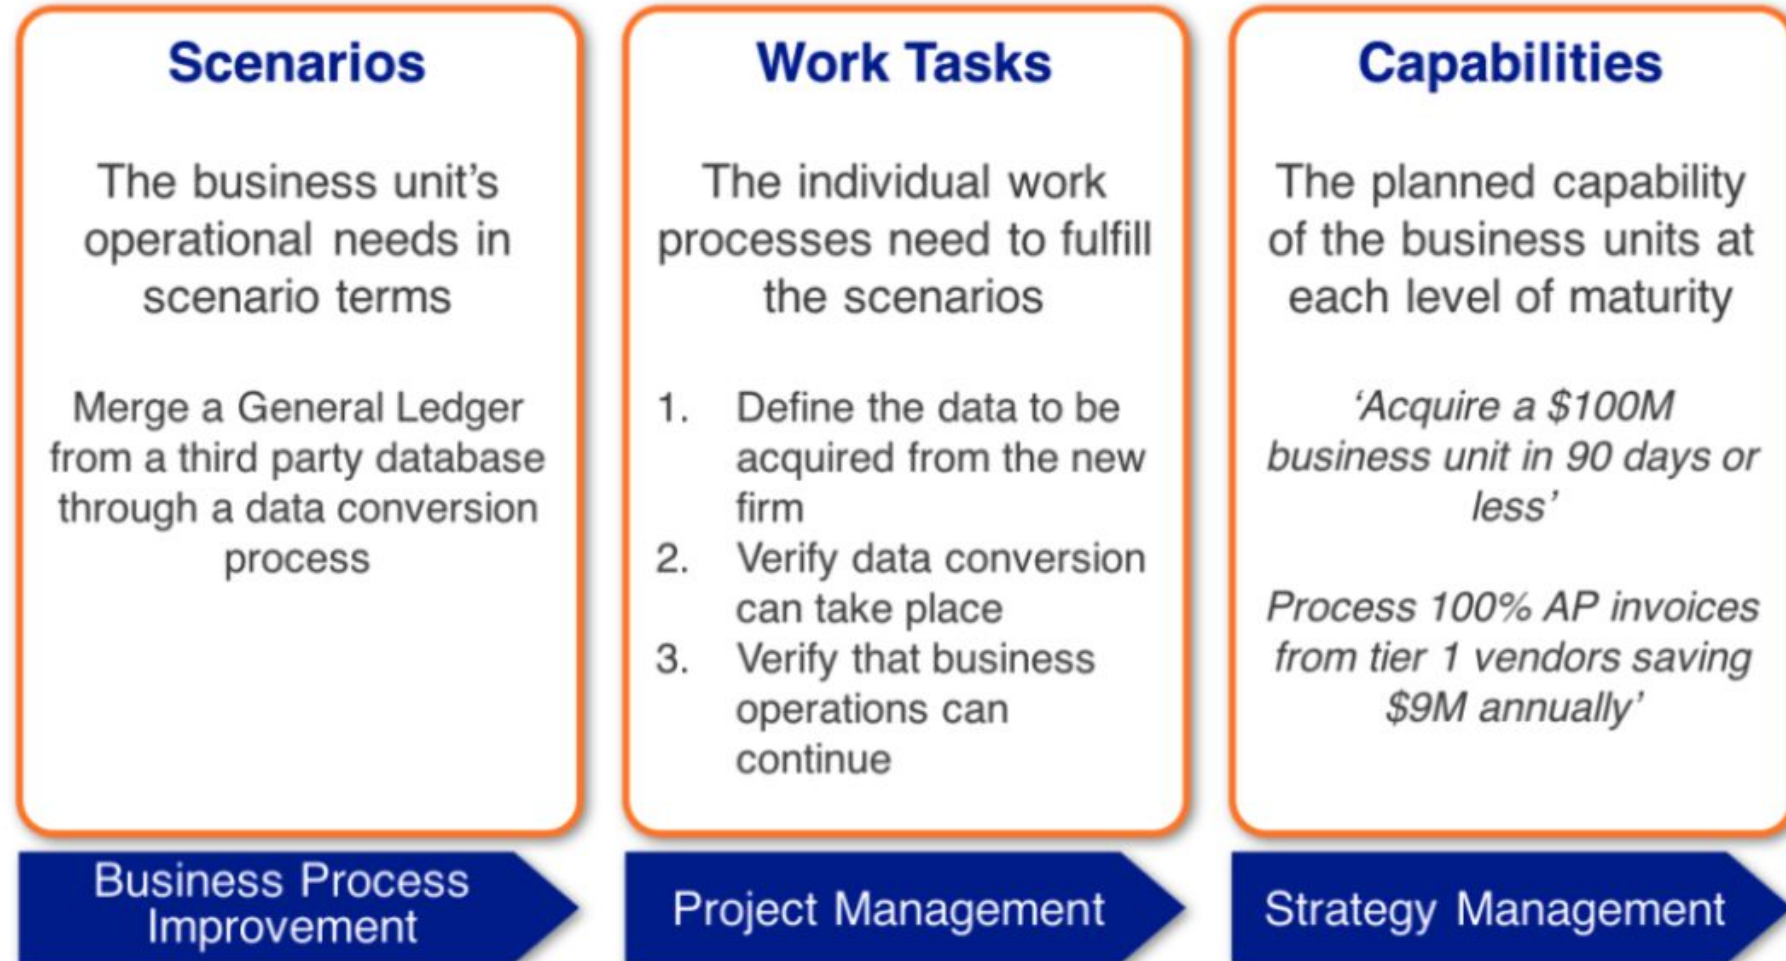 Scenarios
The business unit's
operational needs in
scenario terms
Merge a General Ledger
from a third party database
through a data conversion
process
Business Process
Improvement
Work Tasks
The individual work
processes need to fulfill
the scenarios
1. Define the data to be
acquired from the new
firm
2. Verify data conversion
can take place
3. Verify that business
operations can
continue
Project Management
Capabilities
The planned capability
of the business units at
each level of maturity
‘Acquire a $100M
business unit in 90 days or
less’
Process 100% AP invoices
from tier 1 vendors saving
$9M annually’
Strategy Management